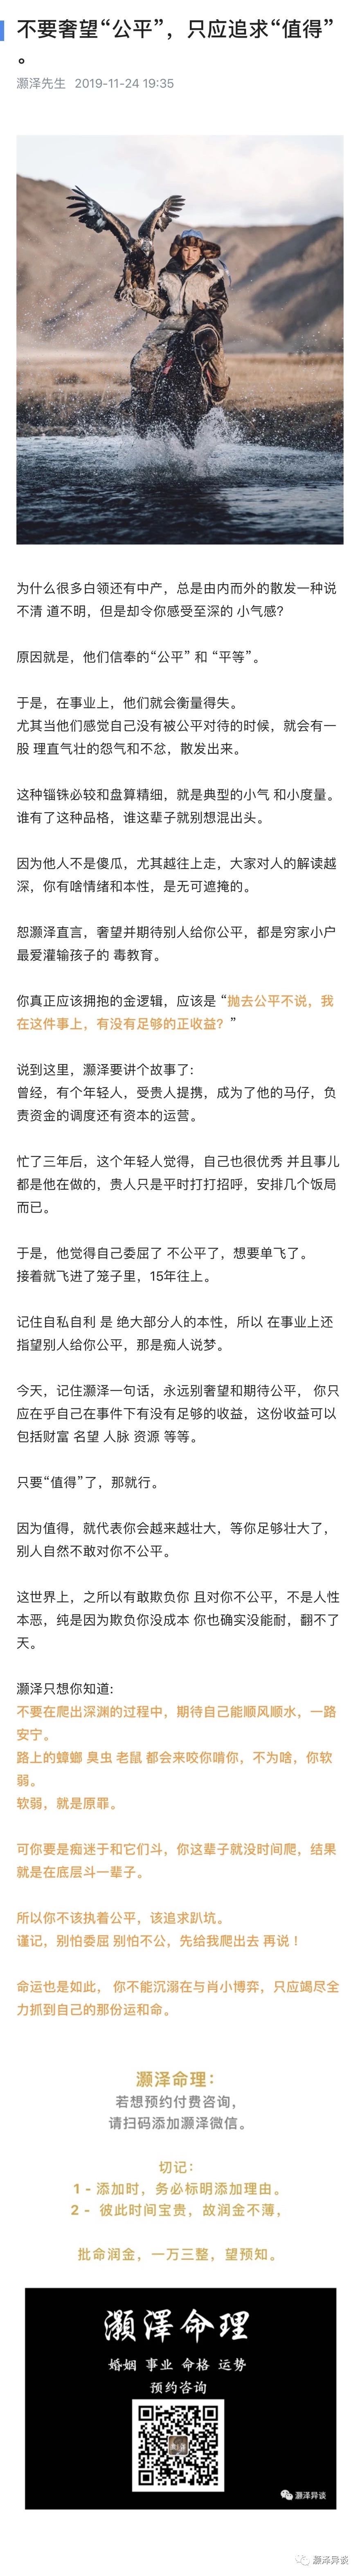 不要奢望“公平”，只应追求“值得”
。
灏泽先生 2019-11-24 19:35
为什么很多白领还有中产，总是由内而外的散发一种说
不清 道不明，但是却令你感受至深的 小气感？
原因就是，他们信奉的“公平” 和 “平等”。
于是，在事业上，他们就会衡量得失。
尤其当他们感觉自己没有被公平对待的时候，就会有一
股 理直气壮的怨气和不忿，散发出来。
这种锱铢必较和盘算精细，就是典型的小气 和小度量。
谁有了这种品格，谁这辈子就别想混出头。
因为他人不是傻瓜，尤其越往上走，大家对人的解读越
深，你有啥情绪和本性，是无可遮掩的。
恕灏泽直言，奢望并期待别人给你公平，都是穷家小户
最爱灌输孩子的 毒教育。
你真正应该拥抱的金逻辑，应该是 “抛去公平不说，我
在这件事上，有没有足够的正收益？ ”
说到这里，灏泽要讲个故事了:
曾经，有个年轻人，受贵人提携，成为了他的马仔，负
责资金的调度还有资本的运营。
忙了三年后，这个年轻人觉得，自己也很优秀 并且事儿
都是他在做的，贵人只是平时打打招呼，安排几个饭局
而已。
于是，他觉得自己委屈了 不公平了，想要单飞了。
接着就飞进了笼子里，15年往上。
记住自私自利 是 绝大部分人的本性，所以 在事业上还
指望别人给你公平，那是痴人说梦。
今天，记住灏泽一句话，永远别奢望和期待公平， 你只
应在乎自己在事件下有没有足够的收益，这份收益可以
包括财富 名望 人脉 资源 等等。
只要“值得”了，那就行。
因为值得，就代表你会越来越壮大，等你足够壮大了，
别人自然不敢对你不公平。
这世界上，之所以有敢欺负你 且对你不公平，不是人性
本恶，纯是因为欺负你没成本 你也确实没能耐，翻不了
天。
灏泽只想你知道:
不要在爬出深渊的过程中，期待自己能顺风顺水，一路
安宁。
路上的蟑螂 臭虫 老鼠 都会来咬你啃你，不为啥，你软
弱。
软弱，就是原罪。
可你要是痴迷于和它们斗，你这辈子就没时间爬，结果
就是在底层斗一辈子。
所以你不该执着公平，该追求趴坑。
谨记，别怕委屈 别怕不公，先给我爬出去 再说！
命运也是如此， 你不能沉溺在与肖小博弈，只应竭尽全
力抓到自己的那份运和命。
灏泽命理：
若想预约付费咨询，
请扫码添加灏泽微信。
切记：
1 - 添加时，务必标明添加理由。
2 - 彼此时间宝贵，故润金不薄，
批命润金，一万三整，望预知。
灏澤命理
婚姻 事业 命格 运势
预约咨询
灏泽异谈
灏泽异谈